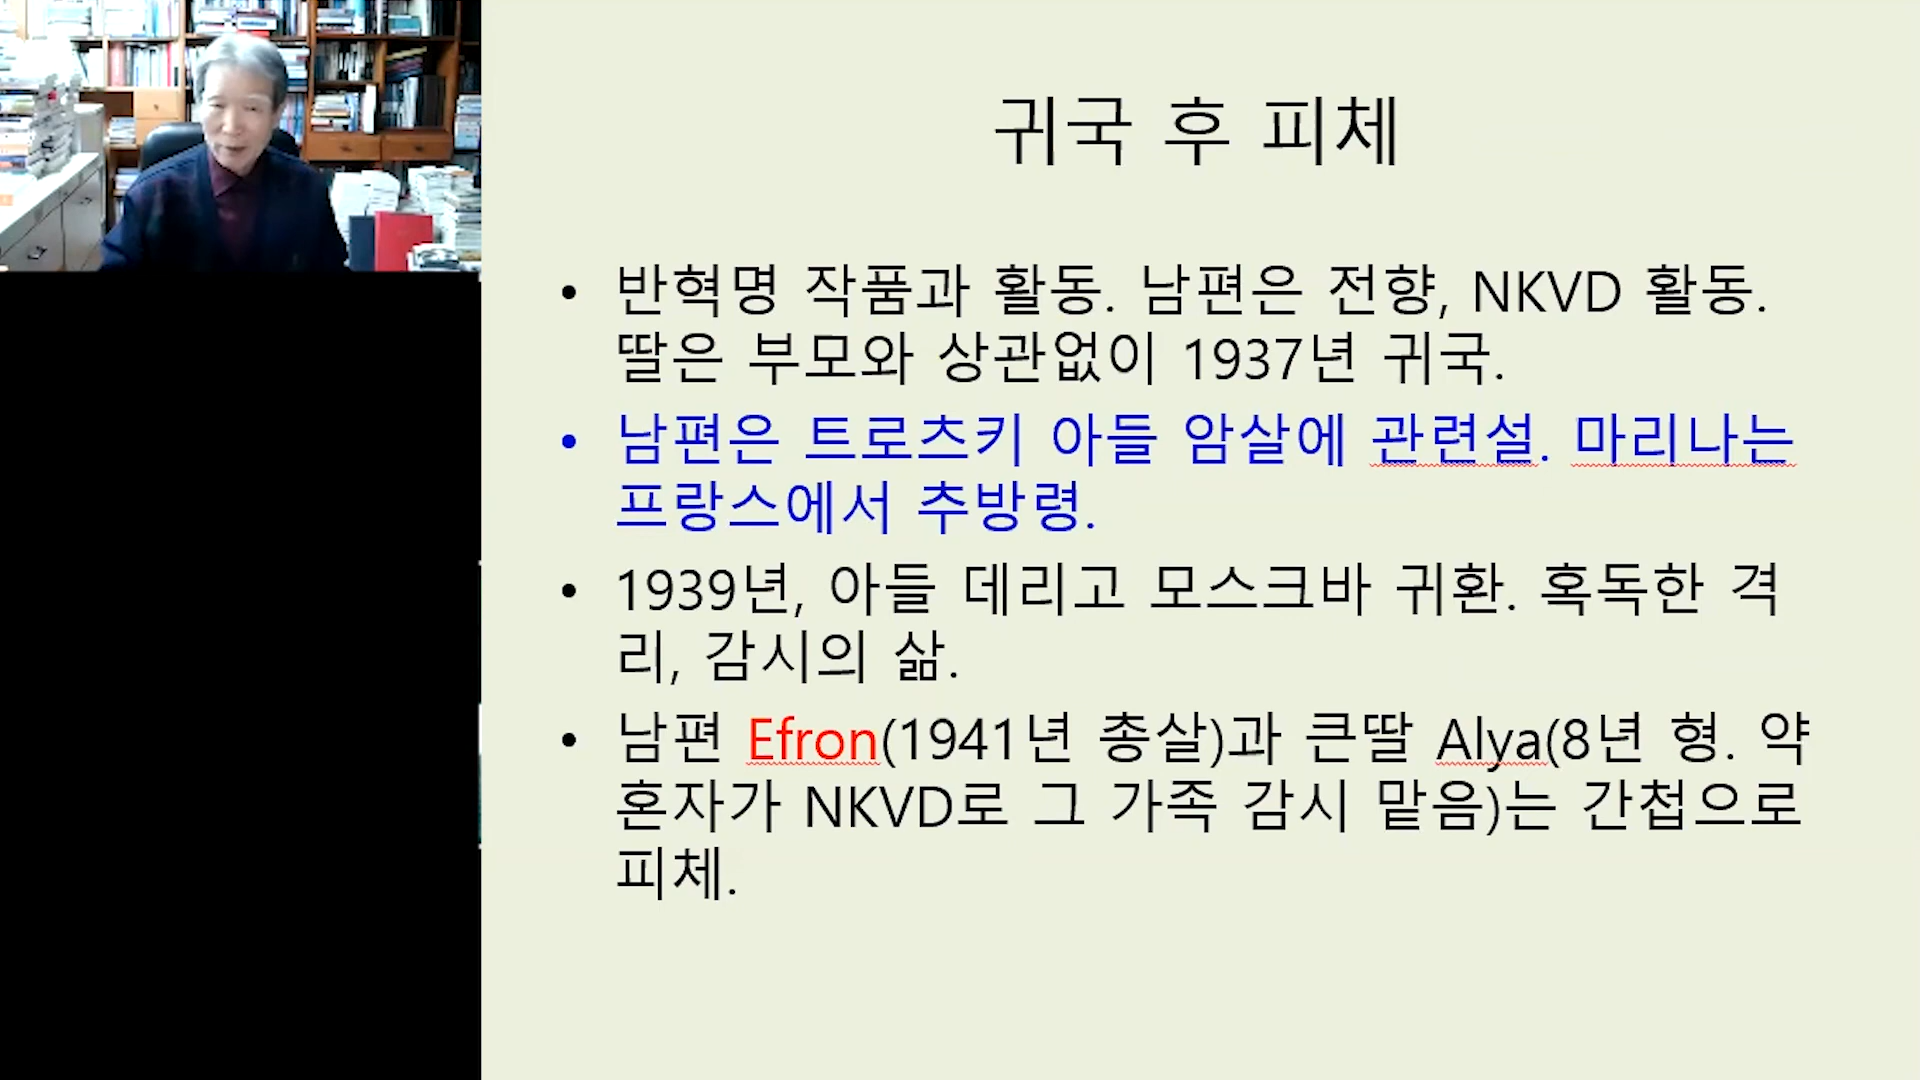 귀국 후 피체
• 반혁명 작품과 활동. 남편은 전향, NKVD 활동.
딸은 부모와 상관없이 1937년 귀국.
• 남편은 트로츠키 아들 암살에 관련설. 마리나는
프랑스에서 추방령.
• 1939년, 아들 데리고 모스크바 귀환. 혹독한 격
리, 감시의 삶.
• 남편 Efron(1941년 총살)과 큰딸 Alya(8년 형. 약
혼자가 NKVD로 그 가족 감시 맡음)는 간첩으로
피체.